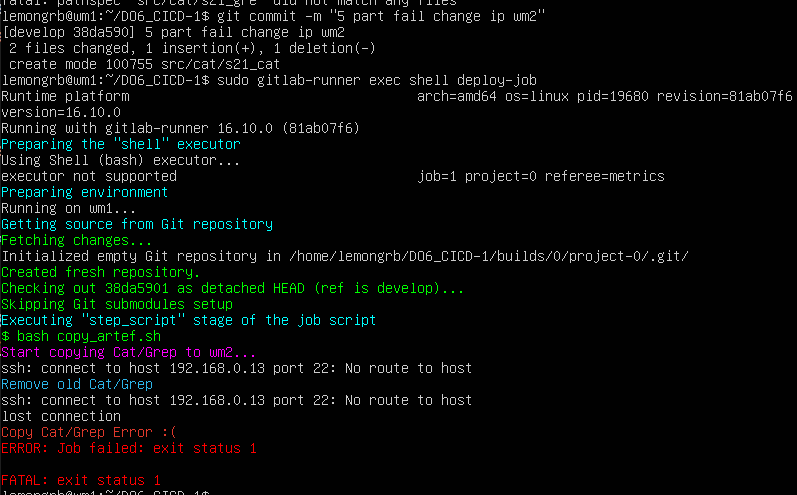 fatal: pathspec 'src/cat/s21_gre' did not match any files
lemongrb@wm1:~/DO6_CICD-1$ git commit -m "5 part fail change ip wm2"
[develop 38da590] 5 part fail change ip wm2
 2 files changed, 1 insertion(+), 1 deletion(-)
 create mode 100755 src/cat/s21_cat
lemongrb@wm1:~/DO6_CICD-1$ sudo gitlab-runner exec shell deploy-job
Runtime platform                                    arch=amd64 os=linux pid=19680 revision=81ab07f6
version=16.10.0
Running with gitlab-runner 16.10.0 (81ab07f6)
Preparing the "shell" executor
Using Shell (bash) executor...
executor not supported                              job=1 project=0 referee=metrics
Preparing environment
Running on wm1...
Getting source from Git repository
Fetching changes...
Initialized empty Git repository in /home/lemongrb/DO6_CICD-1/builds/0/project-0/.git/
Created fresh repository.
Checking out 38da5901 as detached HEAD (ref is develop)...
Skipping Git submodules setup
Executing "step_script" stage of the job script
$ bash copy_artef.sh
Start copying Cat/Grep to wm2...
ssh: connect to host 192.168.0.13 port 22: No route to host
Remove old Cat/Grep
ssh: connect to host 192.168.0.13 port 22: No route to host
lost connection
Copy Cat/Grep Error :(
ERROR: Job failed: exit status 1
FATAL: exit status 1
lemongrb@wm1:~/DO6_CICD-1$